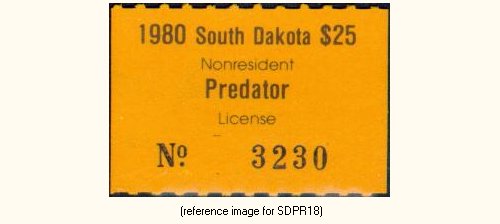 1980 South Dakota $25
Nonresident
Predator
License
Nº 3230
(reference image for SDPR18)